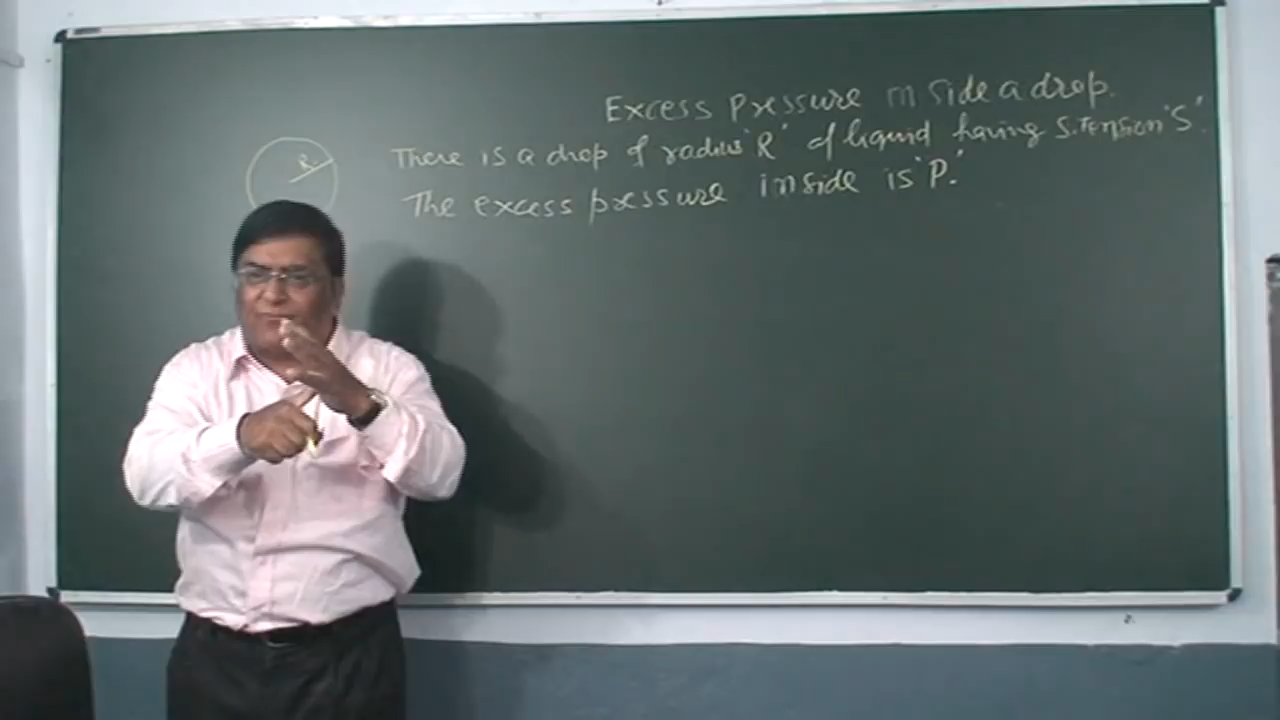 Excess Pressure inside a drop.
R.
There is a drop of radius "R" of liquid having S.Tension "S".
The excess pressure inside is "P."